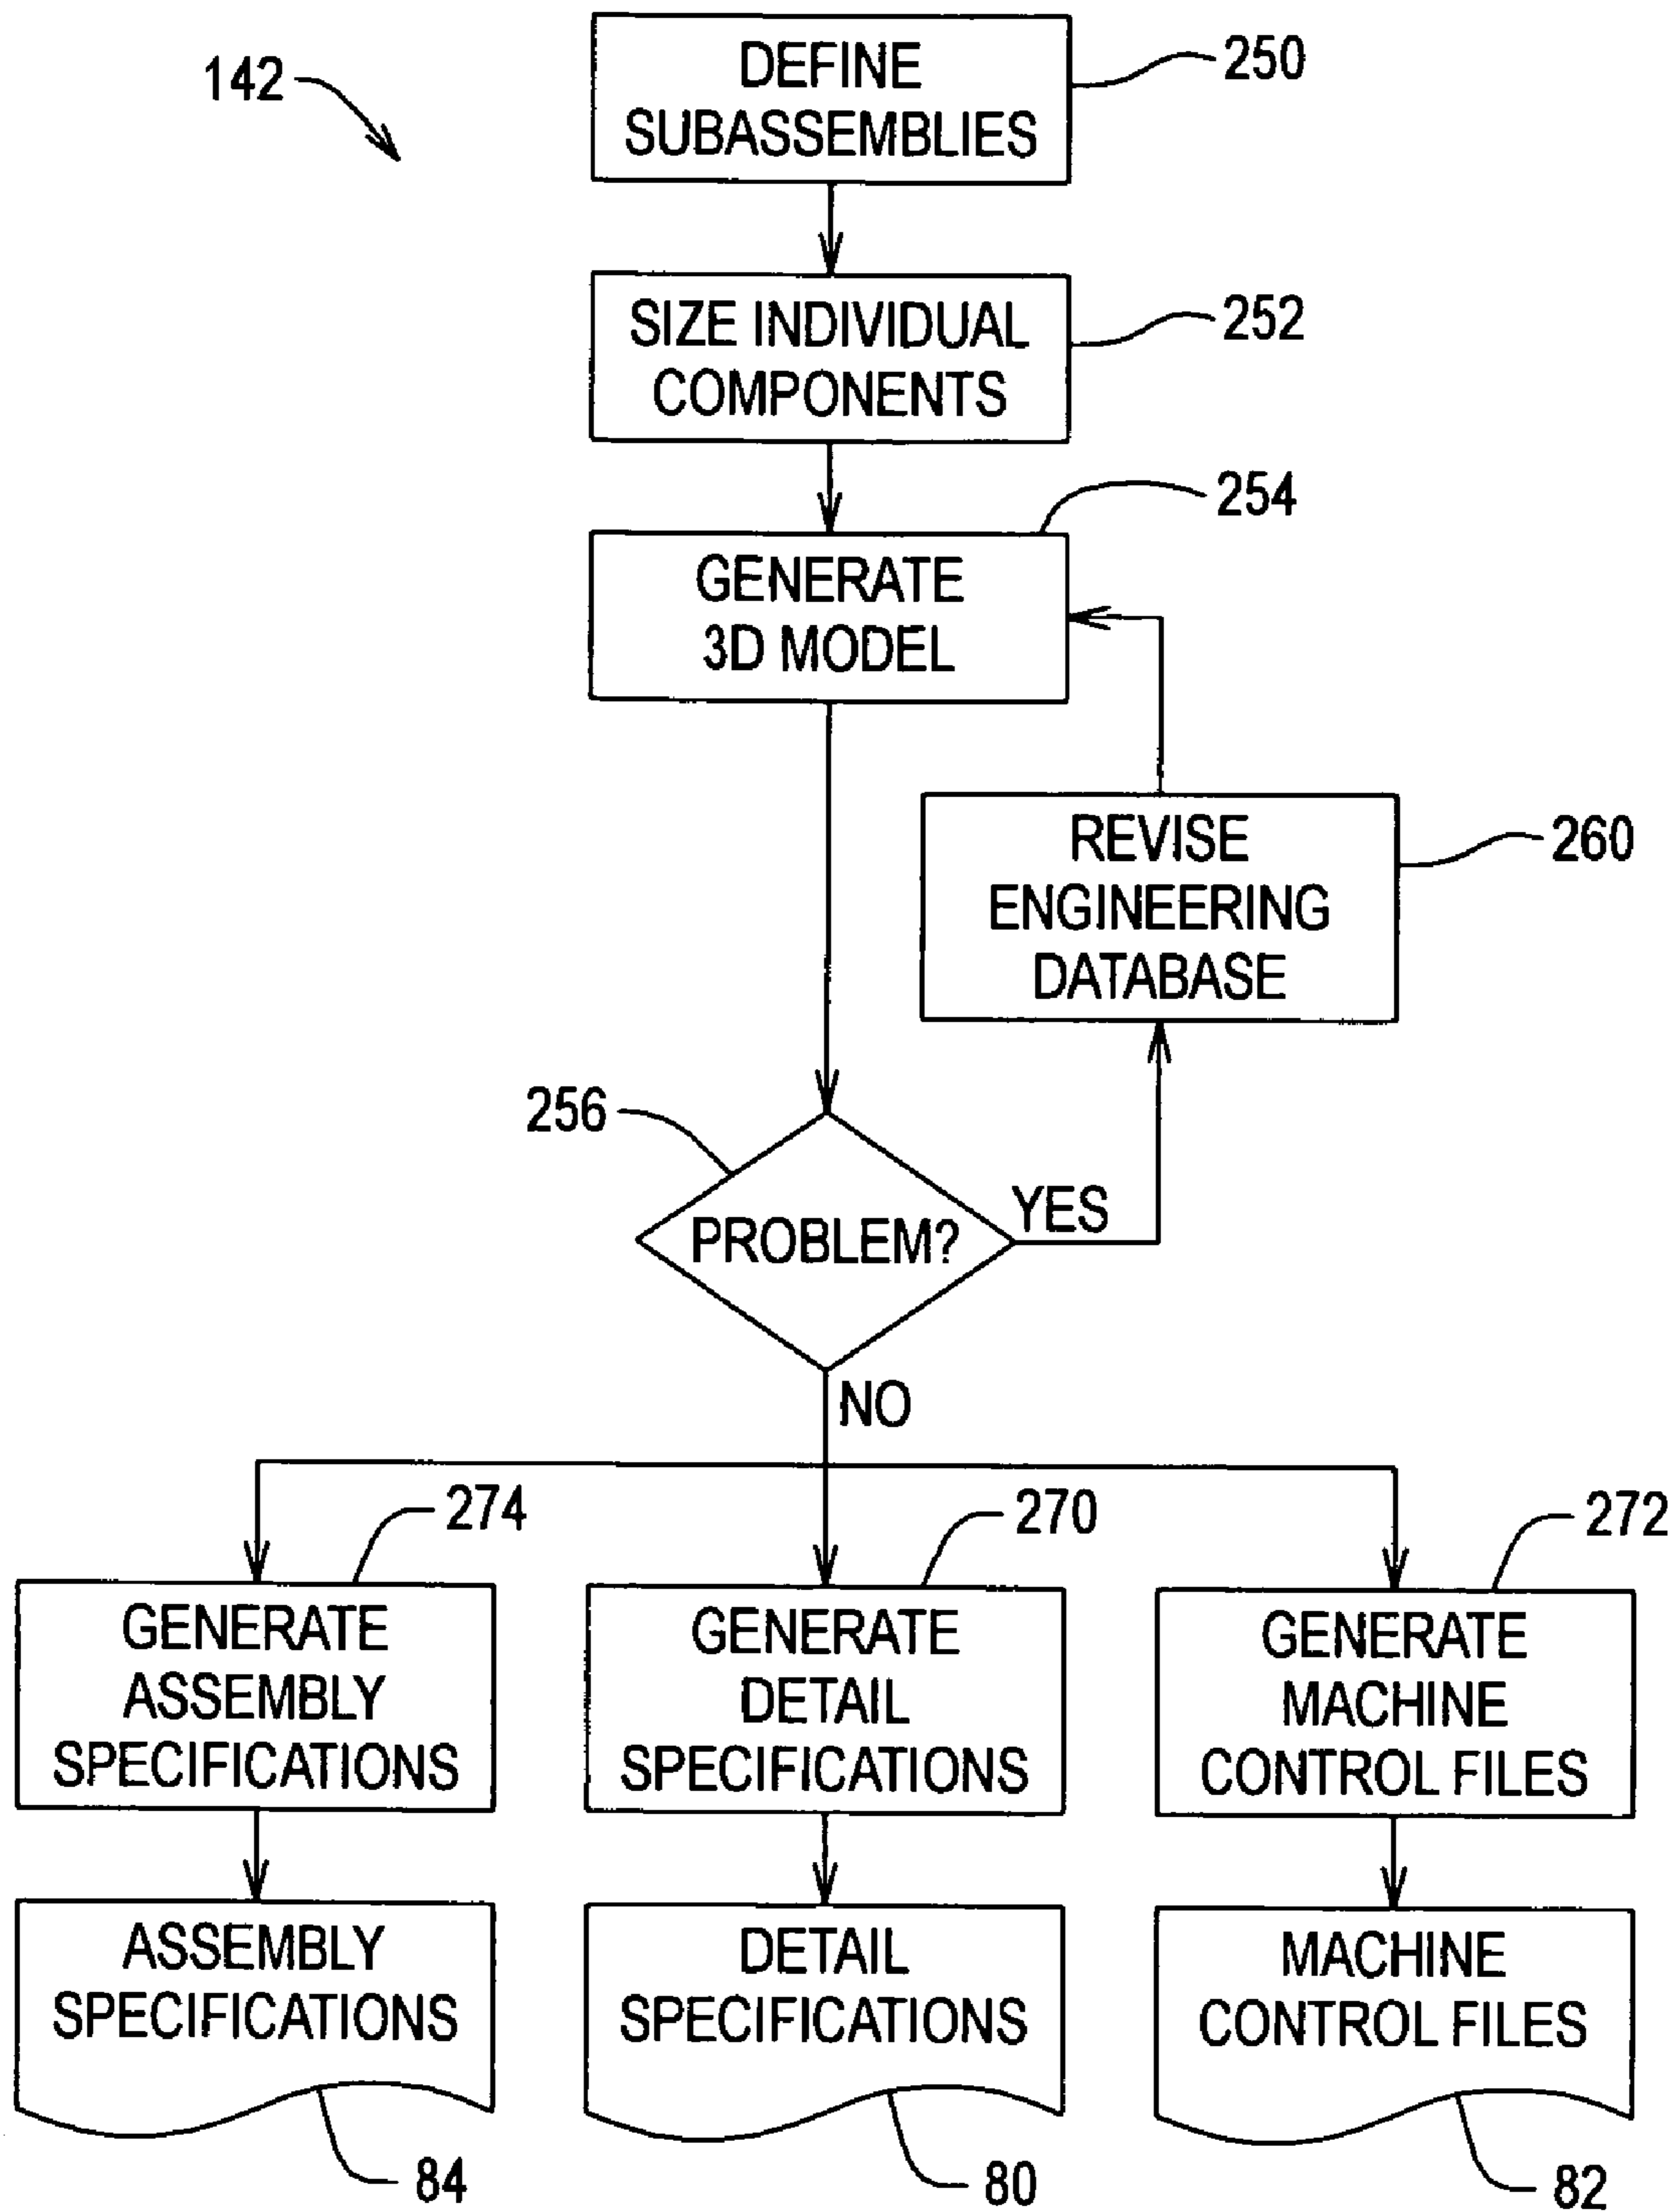 142
DEFINE
SUBASSEMBLIES
250
SIZE INDIVIDUAL
COMPONENTS
252
254
GENERATE
3D MODEL
REVISE
ENGINEERING
DATABASE
260
256
PROBLEM?
YES
NO
274
270
272
GENERATE
ASSEMBLY
SPECIFICATIONS
GENERATE
DETAIL
SPECIFICATIONS
GENERATE
MACHINE
CONTROL FILES
ASSEMBLY
SPECIFICATIONS
DETAIL
SPECIFICATIONS
MACHINE
CONTROL FILES
84
80
82